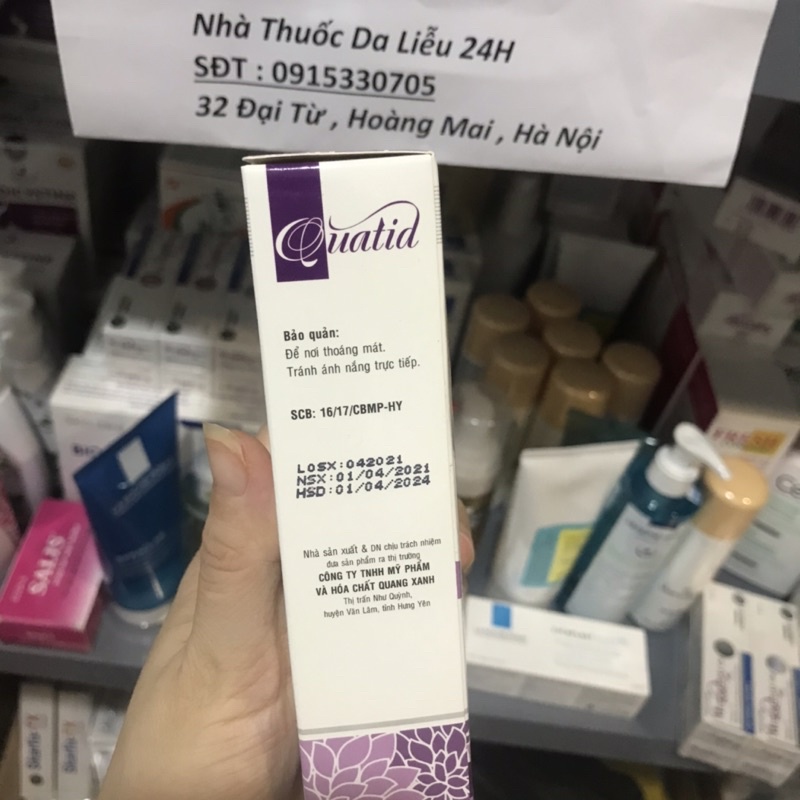 Nhà Thuốc Da Liễu 24H
SĐT : 0915330705
32 Đại Từ , Hoàng Mai , Hà Nội
Quatid
Bảo quản:
Để nơi thoáng mát.
Tránh ánh nắng trực tiếp.
SCB: 16/17/CBMP-HY
LOSX:042021
NSX:01/04/2021
HSD:01/04/2024
Nhà sản xuất & DN chịu trách nhiệm
đưa sản phẩm ra thị trường
CÔNG TY TNHH MỸ PHẨM
VÀ HÓA CHẤT QUANG XANH
Thị trấn Như Quỳnh,
huyện Văn Lâm, tỉnh Hưng Yên
SALIS